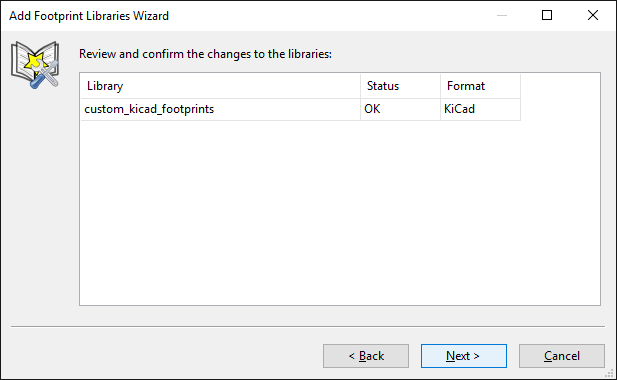 Add Footprint Libraries Wizard
Review and confirm the changes to the libraries:
Library Status Format
custom_kicad_footprints OK KiCad
< Back Next > Cancel